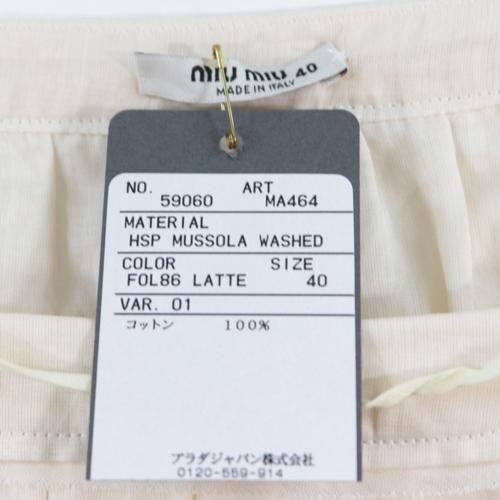 miu miu 40
MADE IN ITALY
NO. ART
59060 MA464
MATERIAL
HSP MUSSOLA WASHED
COLOR SIZE
FOL86 LATTE 40
VAR. 01
コットン 100%
プラダジャパン株式会社
0120-559-914